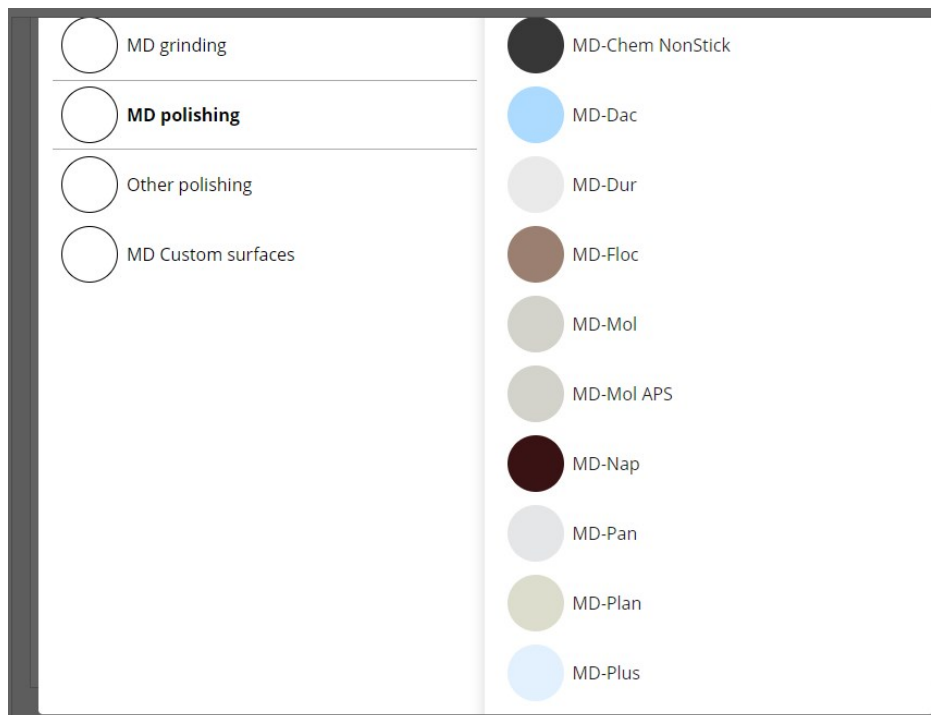 MD grinding
MD polishing
Other polishing
MD Custom surfaces
MD-Chem NonStick
MD-Dac
MD-Dur
MD-Floc
MD-Mol
MD-Mol APS
MD-Nap
MD-Pan
MD-Plan
MD-Plus